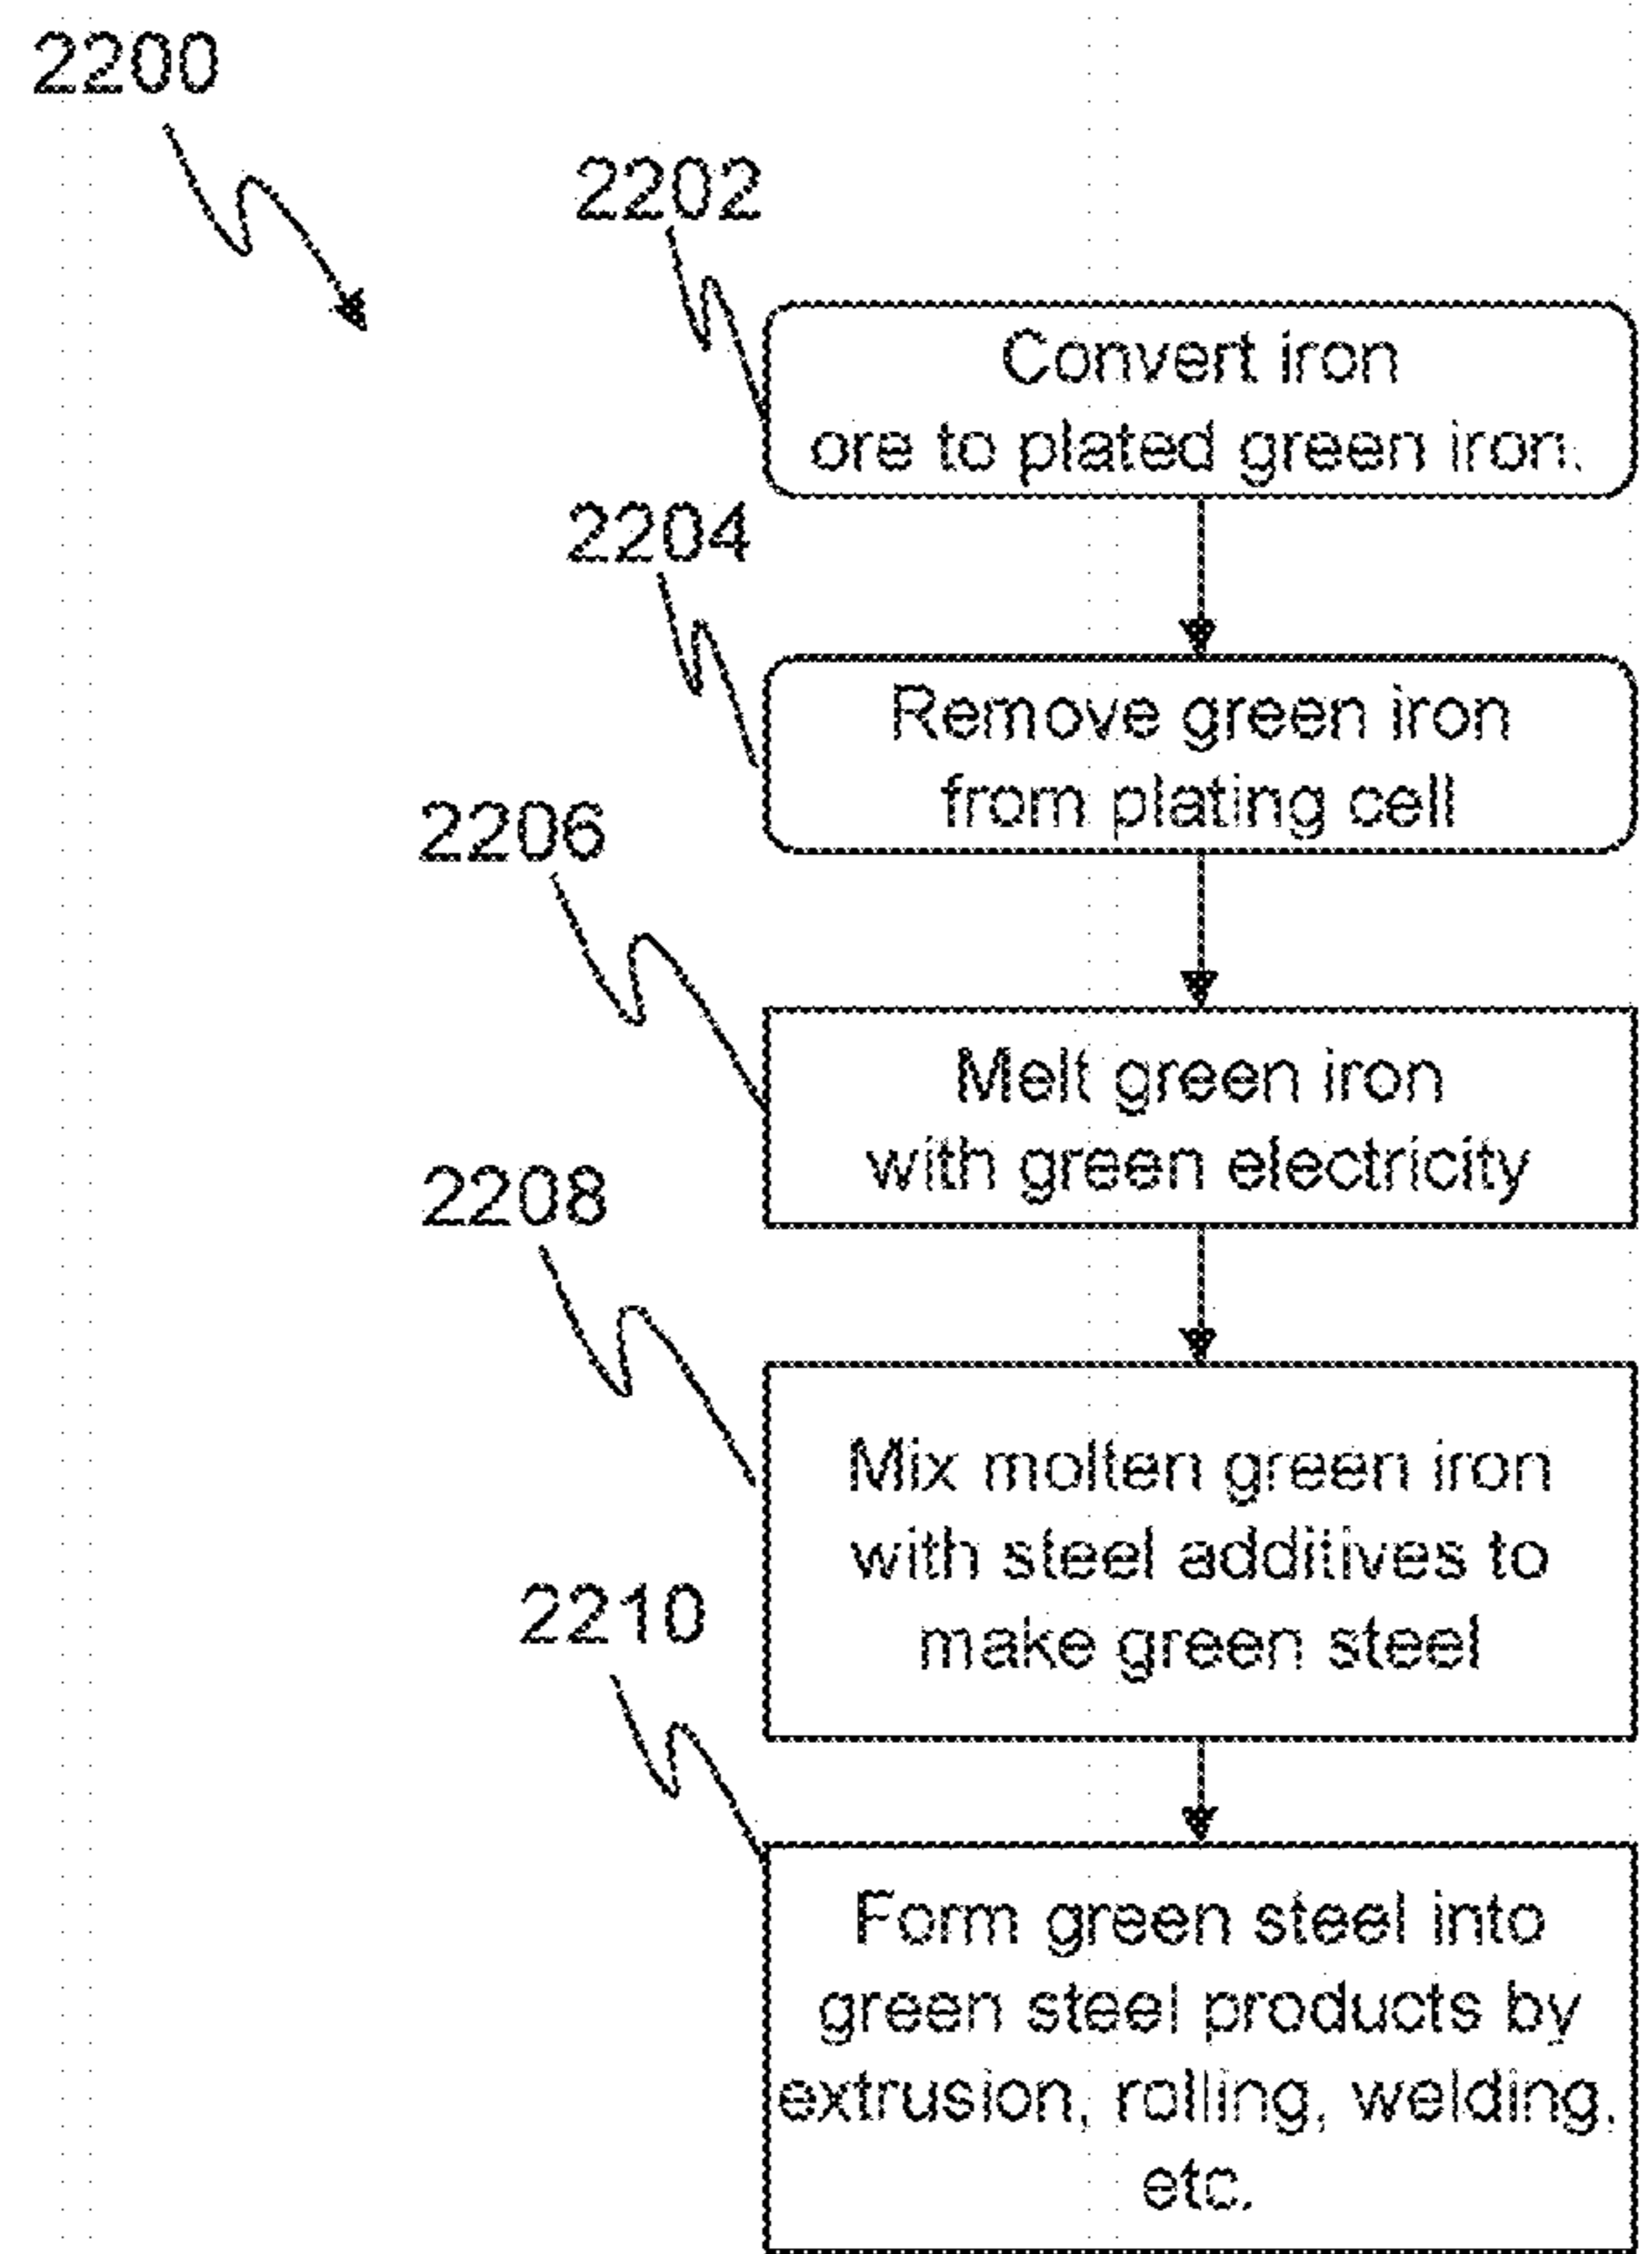 2200
2202
Convert iron
ore to plated green iron.
2204
Remove green iron
from plating cell
2206
Melt green iron
with green electricity
2208
Mix molten green iron
with steel additives to
make green steel
2210
Form green steel into
green steel products by
extrusion, rolling, welding,
etc.